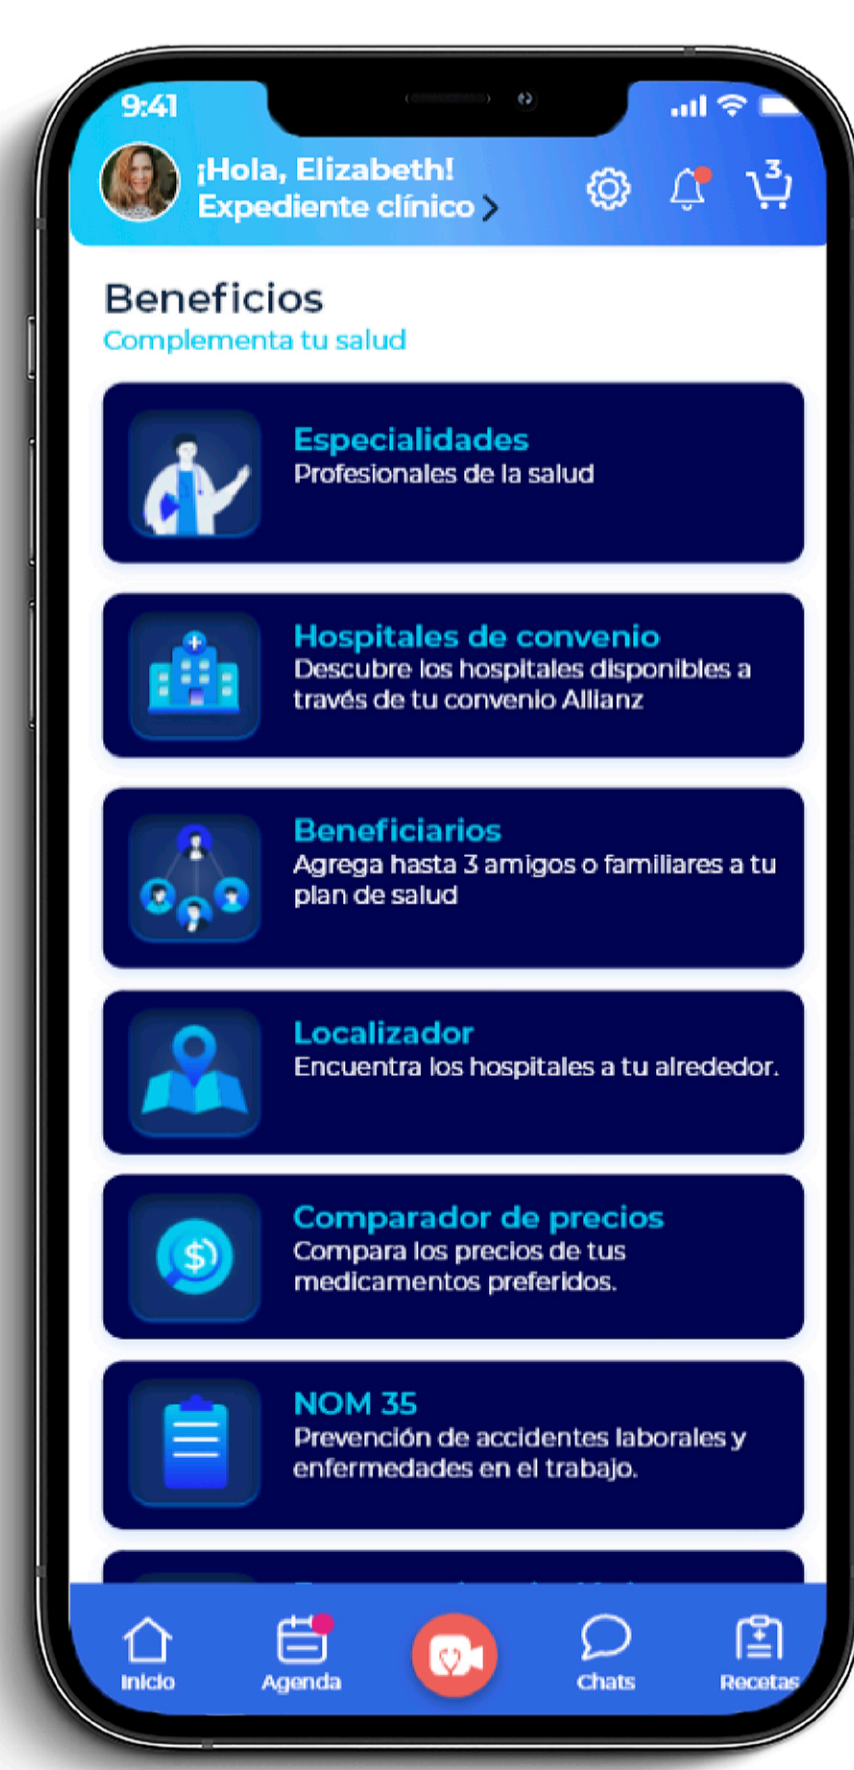 9:41
¡Hola, Elizabeth!
Expediente clínico
3
Beneficios
Complementa tu salud
Especialidades
Profesionales de la salud
Hospitales de convenio
Descubre los hospitales disponibles a
través de tu convenio Allianz
Beneficiarios
Agrega hasta 3 amigos o familiares a tu
plan de salud
Localizador
Encuentra los hospitales a tu alrededor.
Comparador de precios
Compara los precios de tus
medicamentos preferidos.
NOM 35
Prevención de accidentes laborales y
enfermedades en el trabajo.
Inicio
Agenda
Chats
Recetas